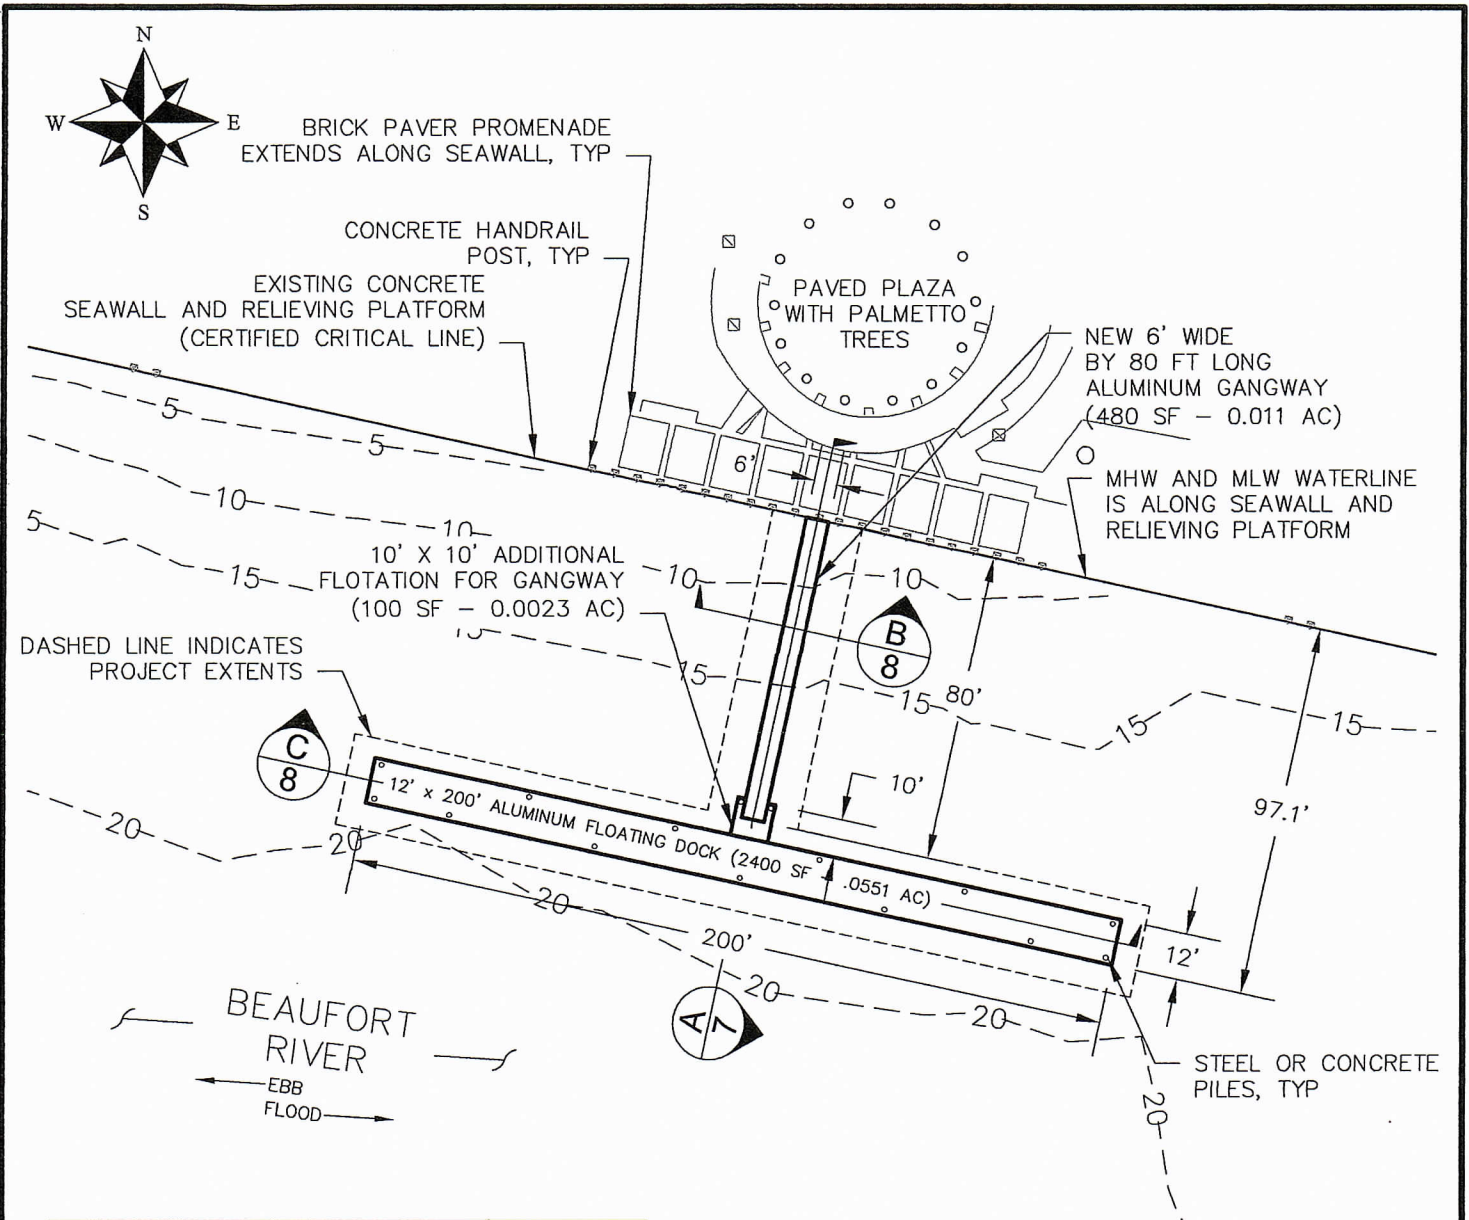 N
W
E
S
BRICK PAVER PROMENADE
EXTENDS ALONG SEAWALL, TYP
CONCRETE HANDRAIL
POST, TYP
EXISTING CONCRETE
SEAWALL AND RELIEVING PLATFORM
(CERTIFIED CRITICAL LINE)
PAVED PLAZA
WITH PALMETTO
TREES
NEW 6' WIDE
BY 80 FT LONG
ALUMINUM GANGWAY
(480 SF – 0.011 AC)
MHW AND MLW WATERLINE
IS ALONG SEAWALL AND
RELIEVING PLATFORM
6'
5
5
10
10
5
15
10' X 10' ADDITIONAL
FLOTATION FOR GANGWAY
(100 SF – 0.0023 AC)
10
10
15
B
8
15
15
80'
15
15
DASHED LINE INDICATES
PROJECT EXTENTS
C
8
12' x 200' ALUMINUM FLOATING DOCK (2400 SF – .0551 AC)
10'
97.1'
20
20
20
200'
12'
20
20
A
7
BEAUFORT
RIVER
EBB
FLOOD
STEEL OR CONCRETE
PILES, TYP
20